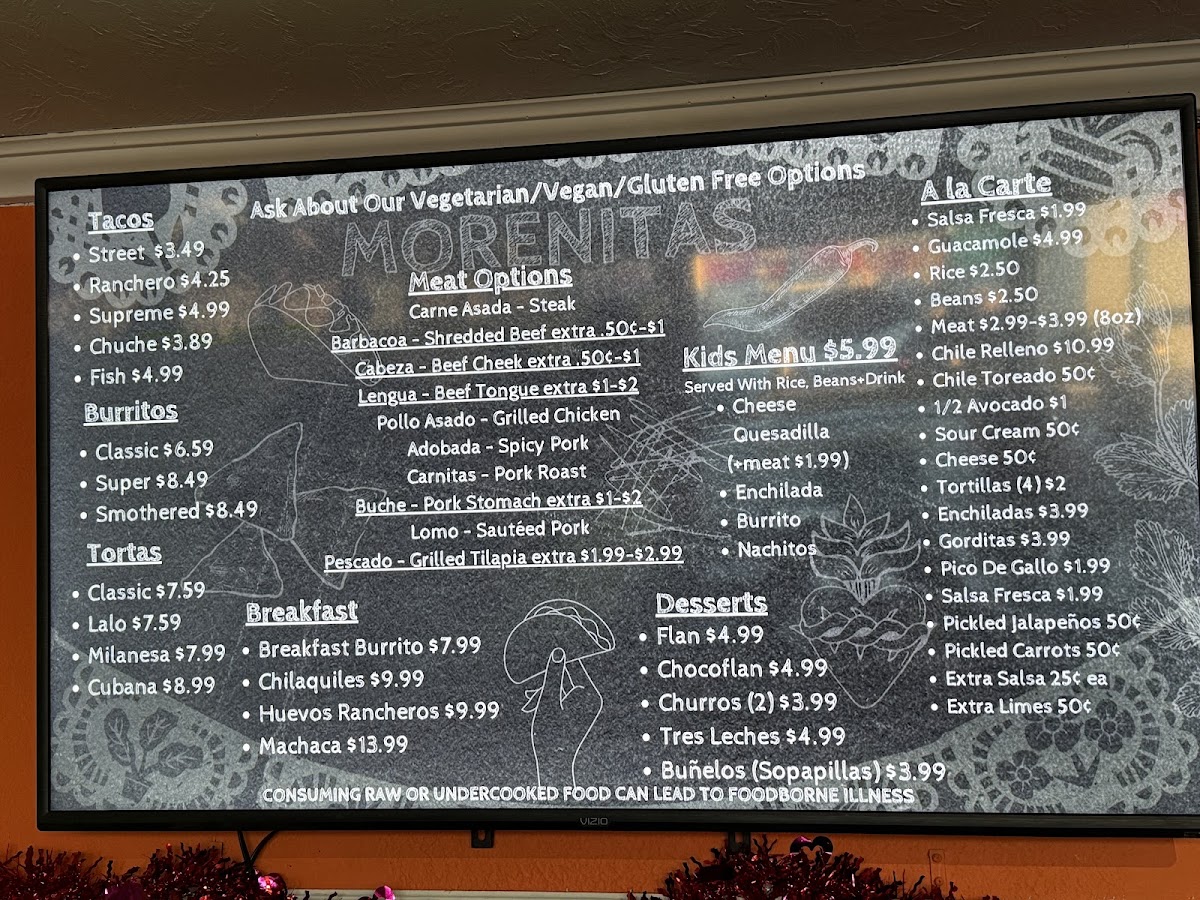 Ask About Our Vegetarian/Vegan/Gluten Free Options
MORENITAS
Tacos
• Street $3.49
• Ranchero $4.25
• Supreme $4.99
• Chuche $3.89
• Fish $4.99
Burritos
• Classic $6.59
• Super $8.49
• Smothered $8.49
Tortas
• Classic $7.59
• Lalo $7.59
• Milanesa $7.99
• Cubana $8.99
Meat Options
Carne Asada - Steak
Barbacoa - Shredded Beef extra .50¢-$1
Cabeza - Beef Cheek extra .50¢-$1
Lengua - Beef Tongue extra $1-$2
Pollo Asado - Grilled Chicken
Adobada - Spicy Pork
Carnitas - Pork Roast
Buche - Pork Stomach extra $1-$2
Lomo - Sautéed Pork
Pescado - Grilled Tilapia extra $1.99-$2.99
Breakfast
• Breakfast Burrito $7.99
• Chilaquiles $9.99
• Huevos Rancheros $9.99
• Machaca $13.99
Kids Menu $5.99
Served With Rice, Beans+Drink
• Cheese
Quesadilla
(+meat $1.99)
• Enchilada
• Burrito
• Nachitos
Desserts
• Flan $4.99
• Chocoflan $4.99
• Churros (2) $3.99
• Tres Leches $4.99
• Buñelos (Sopapillas) $3.99
A la Carte
• Salsa Fresca $1.99
• Guacamole $4.99
• Rice $2.50
• Beans $2.50
• Meat $2.99-$3.99 (8oz)
• Chile Relleno $10.99
• Chile Toreado 50¢
• 1/2 Avocado $1
• Sour Cream 50¢
• Cheese 50¢
• Tortillas (4) $2
• Enchiladas $3.99
• Gorditas $3.99
• Pico De Gallo $1.99
• Salsa Fresca $1.99
• Pickled Jalapeños 50¢
• Pickled Carrots 50¢
• Extra Salsa 25¢ ea
• Extra Limes 50¢
CONSUMING RAW OR UNDERCOOKED FOOD CAN LEAD TO FOODBORNE ILLNESS
VIZIO